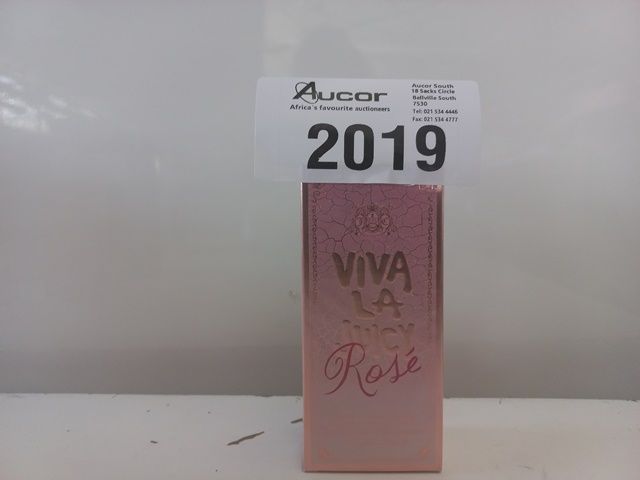 Aucor
Africa's favourite auctioneers
Aucor South
18 Sacks Circle
Bellville South
7530
Tel: 021 534 4446
Fax: 021 534 4777
2019
VIVA
LA
JUICY
Rosé